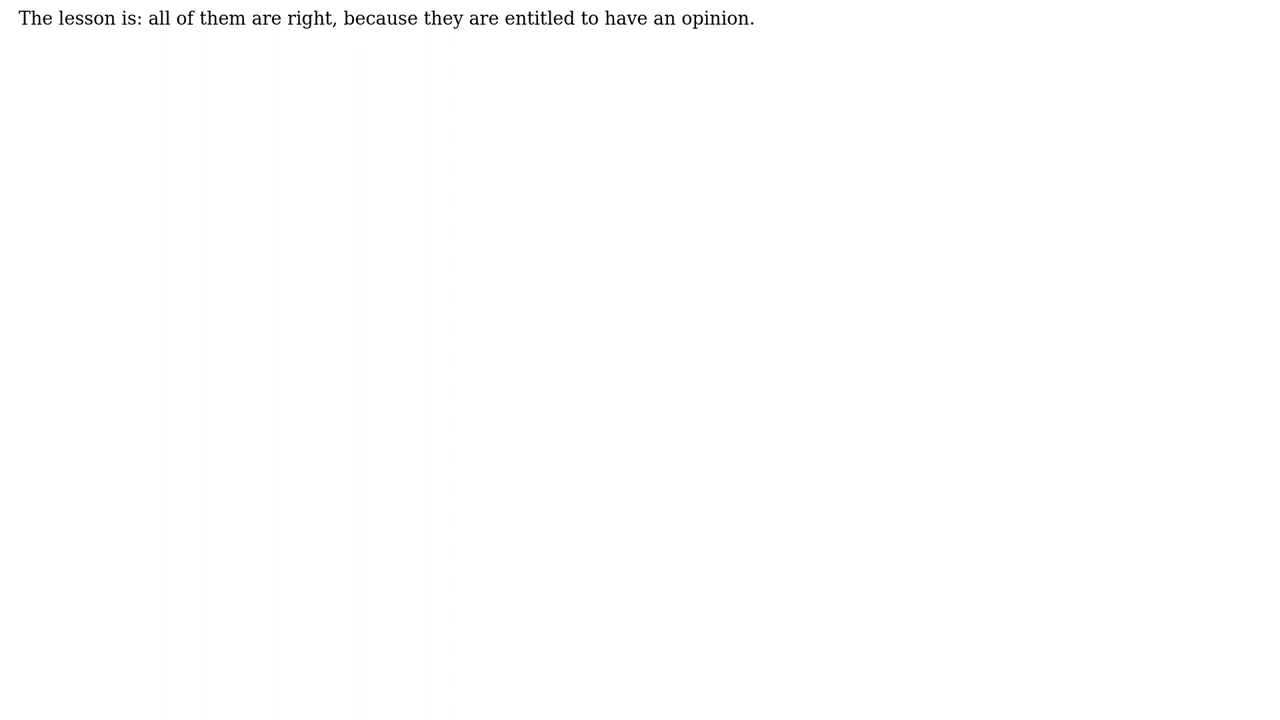 The lesson is: all of them are right, because they are entitled to have an opinion.